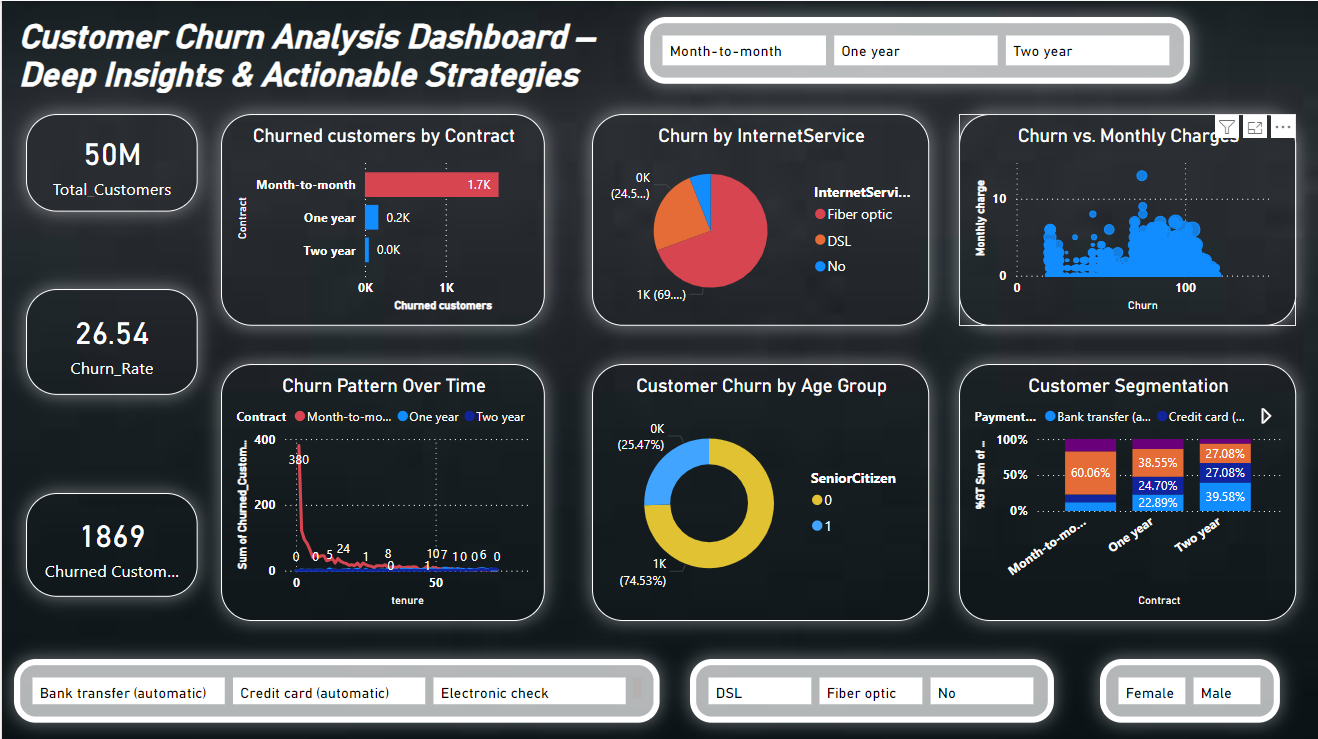 Customer Churn Analysis Dashboard –
Deep Insights & Actionable Strategies
Month-to-month
One year
Two year
50M
Total_Customers
26.54
Churn_Rate
1869
Churned Custom...
Churned customers by Contract
Contract
Month-to-month
1.7K
One year
0.2K
Two year
0.0K
0K
1K
Churned customers
Churn by InternetService
0K
(24.5...)
1K (69....)
InternetServi...
Fiber optic
DSL
No
Churn vs. Monthly Charges
Monthly charge
10
0
0
100
Churn
Churn Pattern Over Time
Contract
Month-to-mo...
One year
Two year
Sum of Churned_Custom...
400
200
0
380
0
0
5
24
1
8
0
10
1
7
1
0
0
6
0
0
50
tenure
Customer Churn by Age Group
0K
(25.47%)
1K
(74.53%)
SeniorCitizen
0
1
Customer Segmentation
Payment...
Bank transfer (a...
Credit card (...
%GT Sum of ...
100%
50%
0%
60.06%
38.55%
24.70%
22.89%
27.08%
27.08%
39.58%
Month-to-mo...
One year
Two year
Contract
Bank transfer (automatic)
Credit card (automatic)
Electronic check
DSL
Fiber optic
No
Female
Male